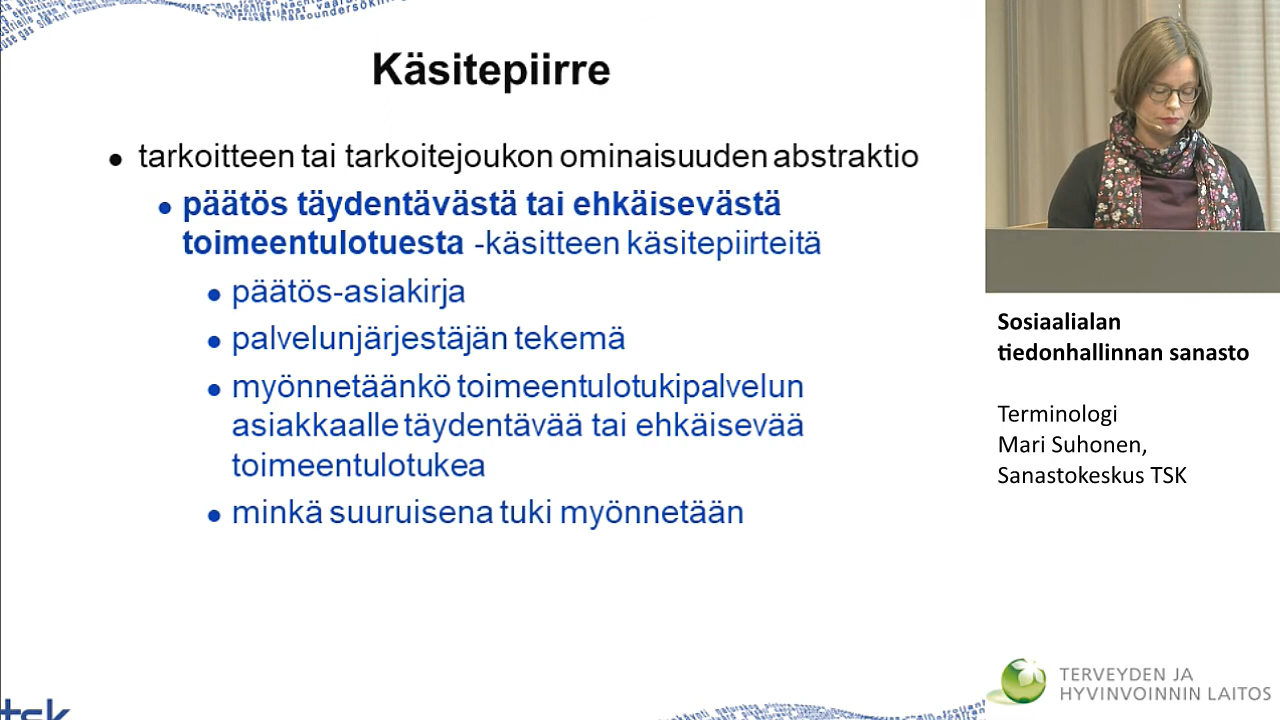 Käsitepiirre
tarkoitteen tai tarkoitejoukon ominaisuuden abstraktio
päätös täydentävästä tai ehkäisevästä
toimeentulotuesta -käsitteen käsitepiirteitä
päätös-asiakirja
palvelunjärjestäjän tekemä
myönnetäänkö toimeentulotukipalvelun
asiakkaalle täydentävää tai ehkäisevää
toimeentulotukea
minkä suuruisena tuki myönnetään
tsk
Sosiaalialan
tiedonhallinnan sanasto
Terminologi
Mari Suhonen,
Sanastokeskus TSK
TERVEYDEN JA
HYVINVOINNIN LAITOS